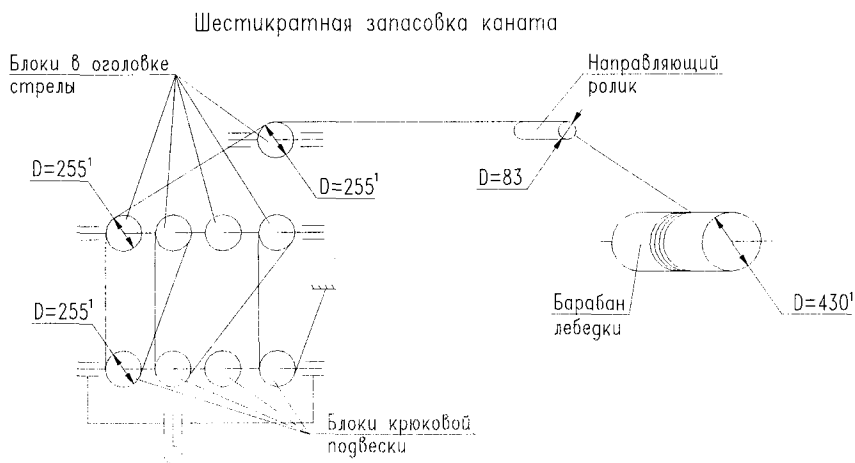 Шестикратная запасовка каната
Блоки в оголовке
стрелы
Направляющий
ролик
D=255¹
D=255¹
D=83
D=255¹
Барабан
лебедки
D=430¹
Блоки крюковой
подвески